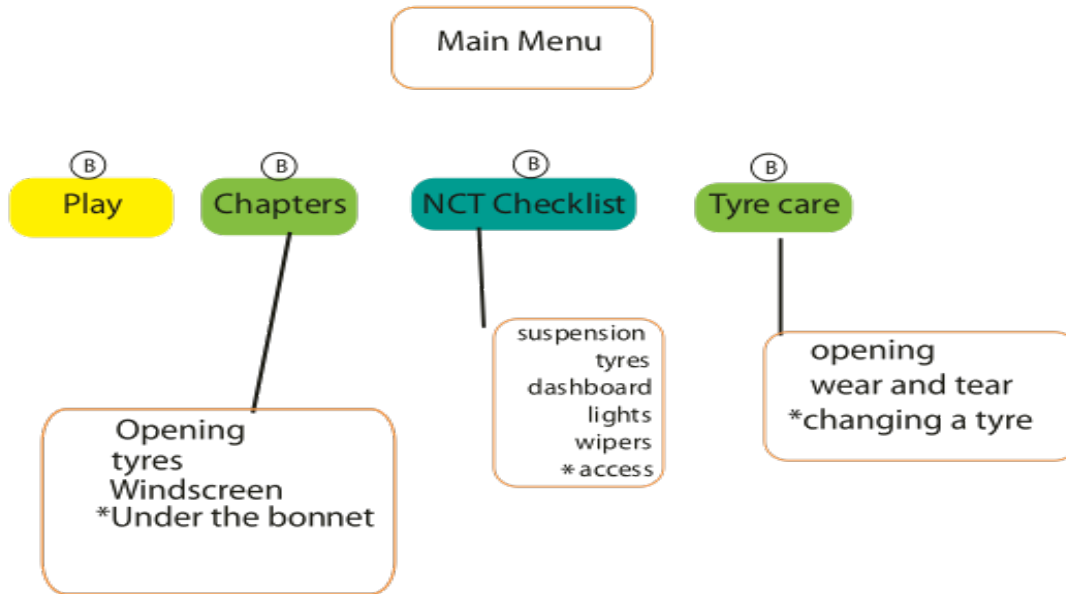 Main Menu
B
Play
B
Chapters
B
NCT Checklist
B
Tyre care
Opening
tyres
Windscreen
*Under the bonnet
suspension
tyres
dashboard
lights
wipers
* access
opening
wear and tear
*changing a tyre